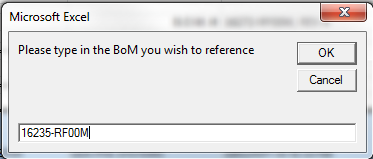 Microsoft Excel
Please type in the BoM you wish to reference
OK
Cancel
16235-RF00M